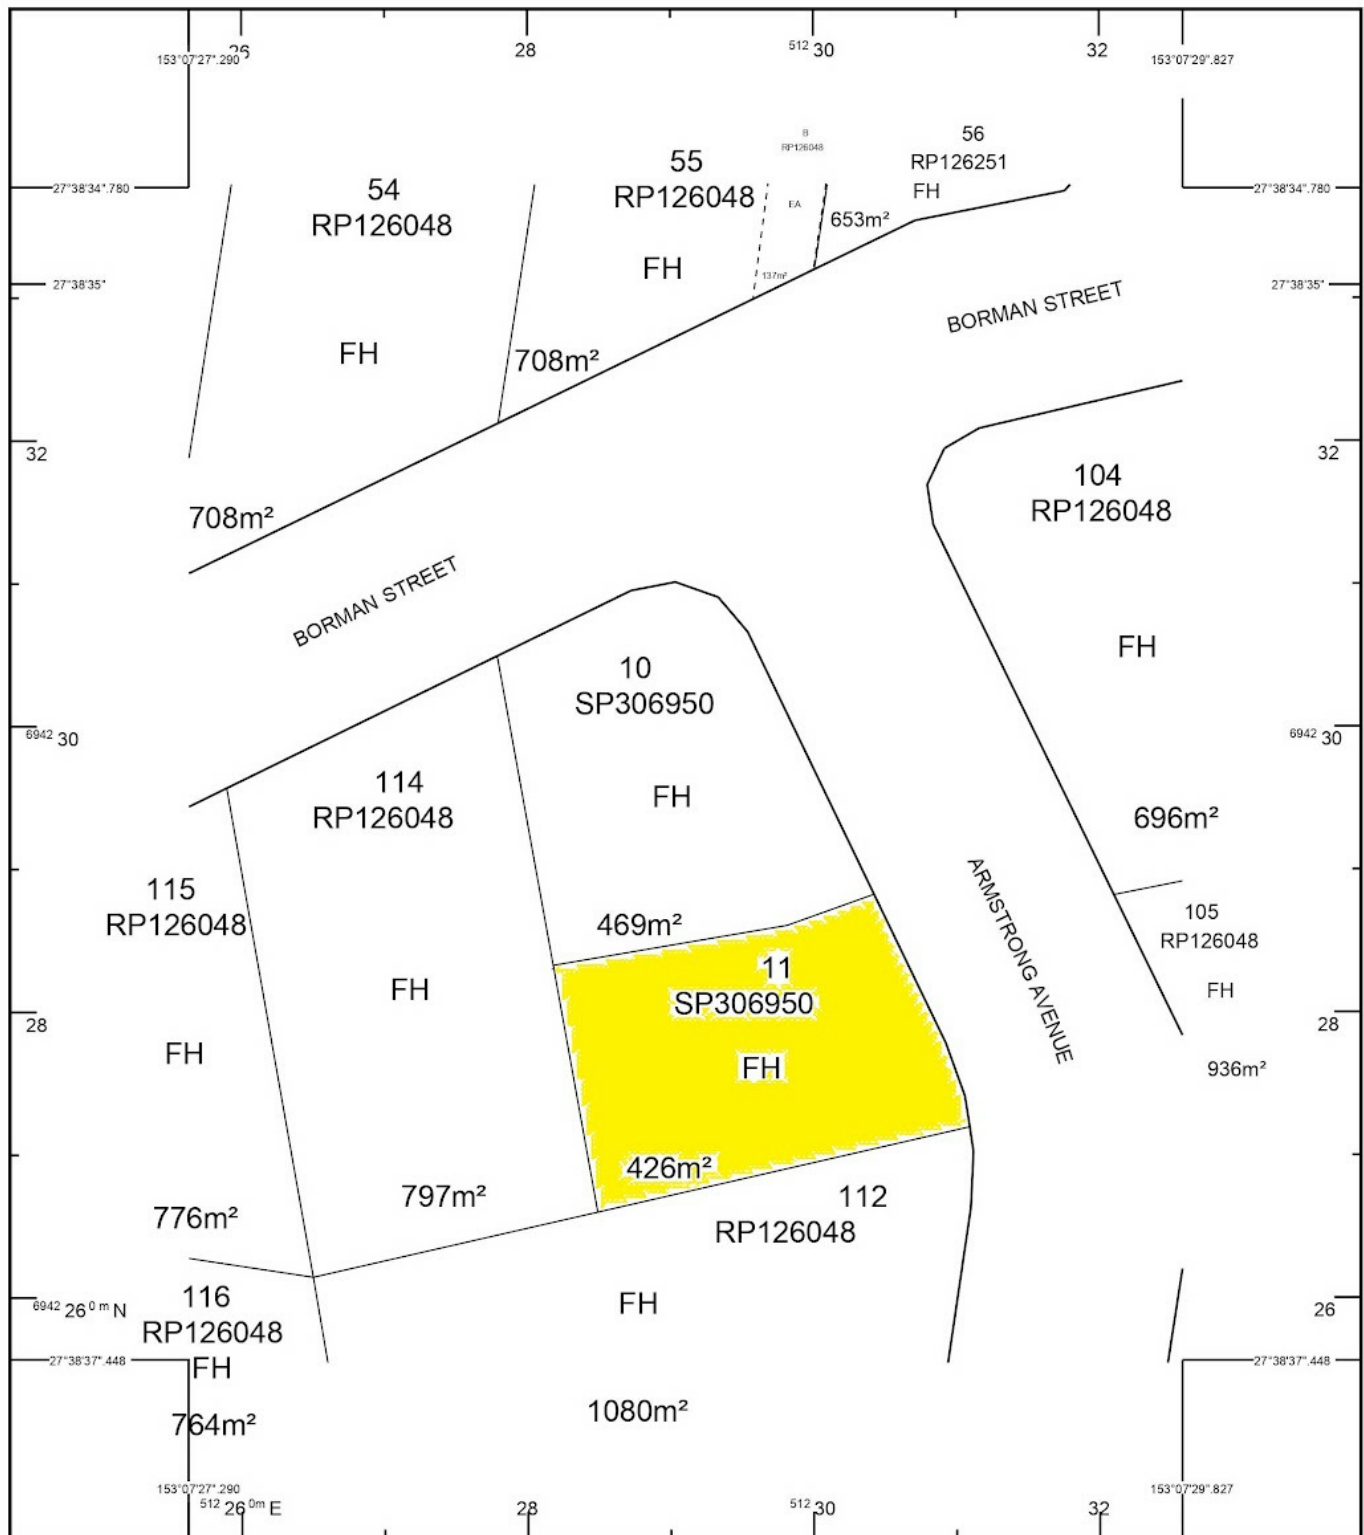 26
28
512 30
32
153°07'27".290
153°07'29".827
B
RP126048
56
RP126251
FH
55
RP126048
54
RP126048
27°38'34".780
27°38'34".780
EA
653m²
FH
137m²
27°38'35"
27°38'35"
BORMAN STREET
FH
708m²
32
32
104
RP126048
708m²
BORMAN STREET
FH
10
SP306950
6942 30
6942 30
114
RP126048
FH
696m²
115
RP126048
469m²
ARMSTRONG AVENUE
105
RP126048
11
SP306950
FH
FH
28
28
FH
FH
936m²
426m²
797m²
112
RP126048
776m²
116
RP126048
FH
6942 26 0 m N
26
27°38'37".448
27°38'37".448
FH
764m²
1080m²
153°07'27".290
153°07'29".827
512 26 0m E
28
512 30
32